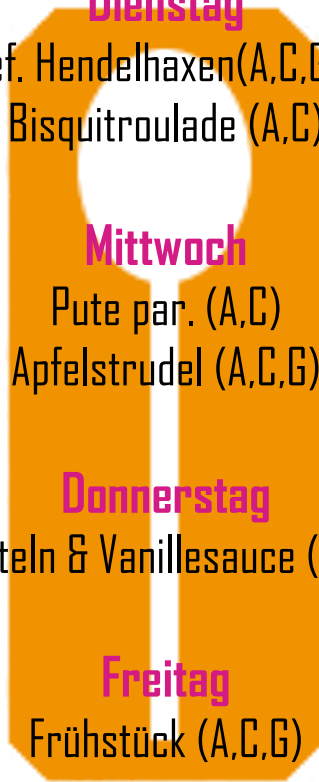 Dienstag
ef. Hendelhaxen(A,C,G
Bisquitroulade (A,C)
Mittwoch
Pute par. (A,C)
Apfelstrudel (A,C,G)
Donnerstag
teln & Vanillesauce (
Freitag
Frühstück (A,C,G)